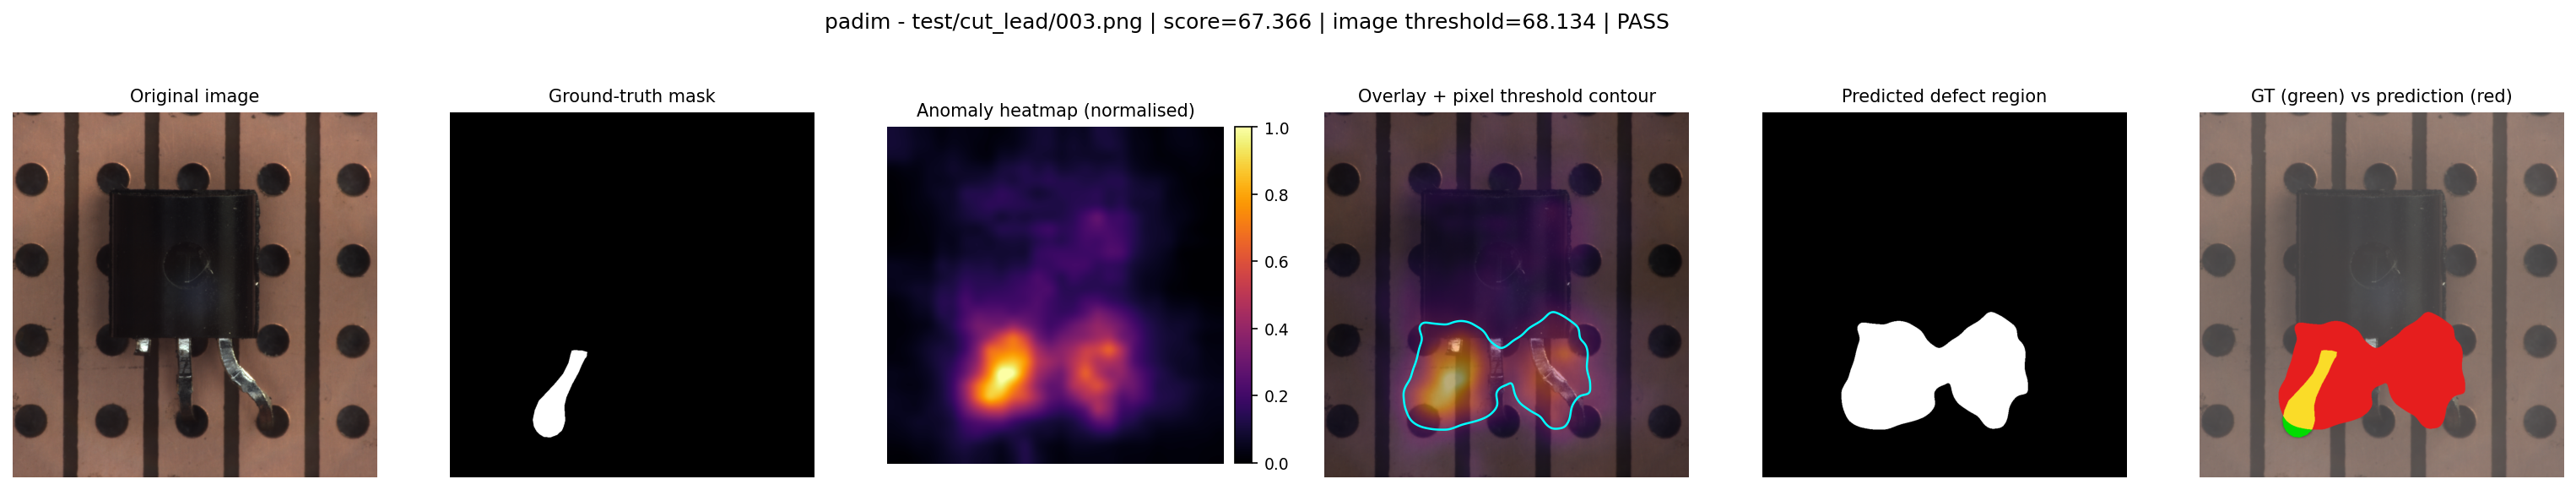 padim - test/cut_lead/003.png | score=67.366 | image threshold=68.134 | PASS
Original image
Ground-truth mask
Anomaly heatmap (normalised)
Overlay + pixel threshold contour
Predicted defect region
GT (green) vs prediction (red)
1.0
0.8
0.6
0.4
0.2
0.0